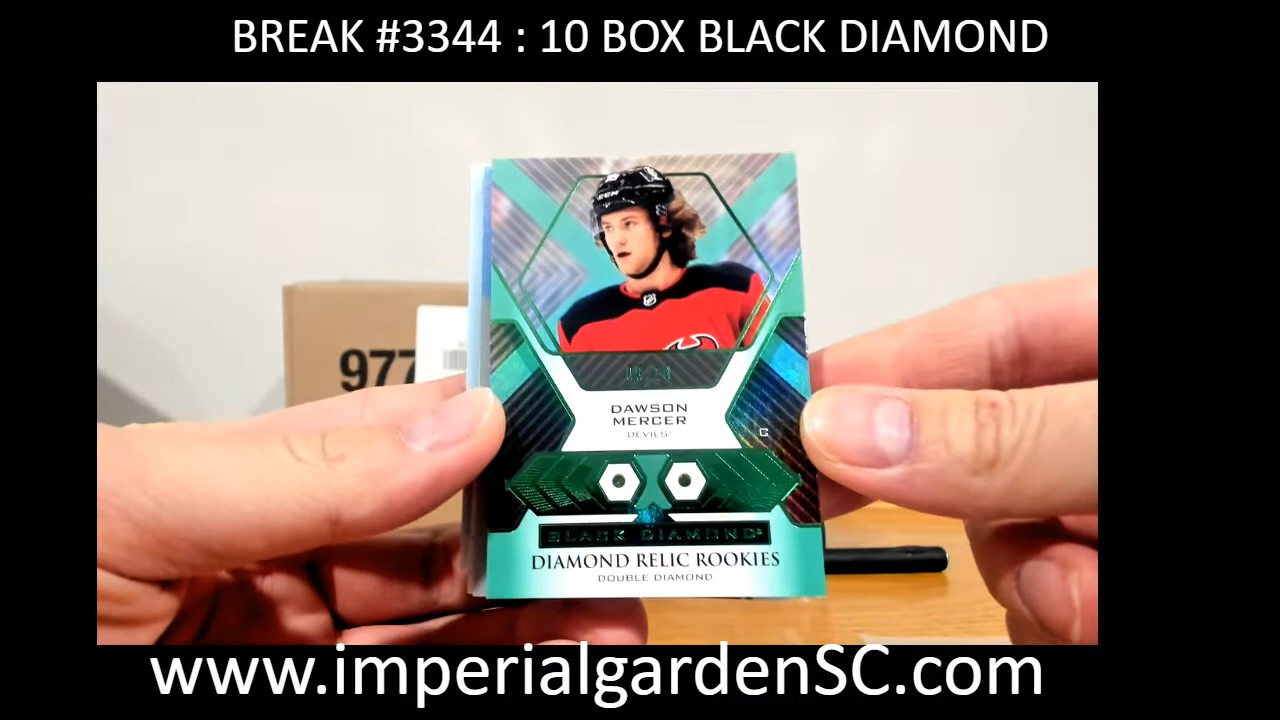 BREAK #3344 : 10 BOX BLACK DIAMOND
CCM
977
DAWSON
MERCER
DEVILS
C
BLACK DIAMOND
DIAMOND RELIC ROOKIES
DOUBLE DIAMOND
www.imperialgardenSC.com